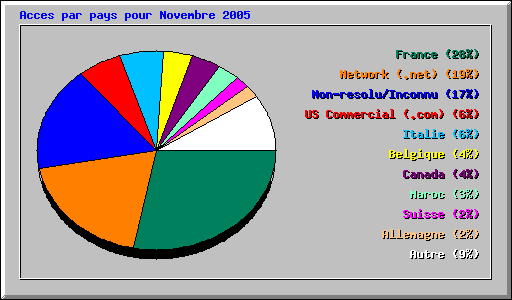 Acces par pays pour Novembre 2005
France (28%)
Network (.net) (19%)
Non-resolu/Inconnu (17%)
US Commercial (.com) (6%)
Italie (6%)
Belgique (4%)
Canada (4%)
Maroc (3%)
Suisse (2%)
Allemagne (2%)
Autre (9%)